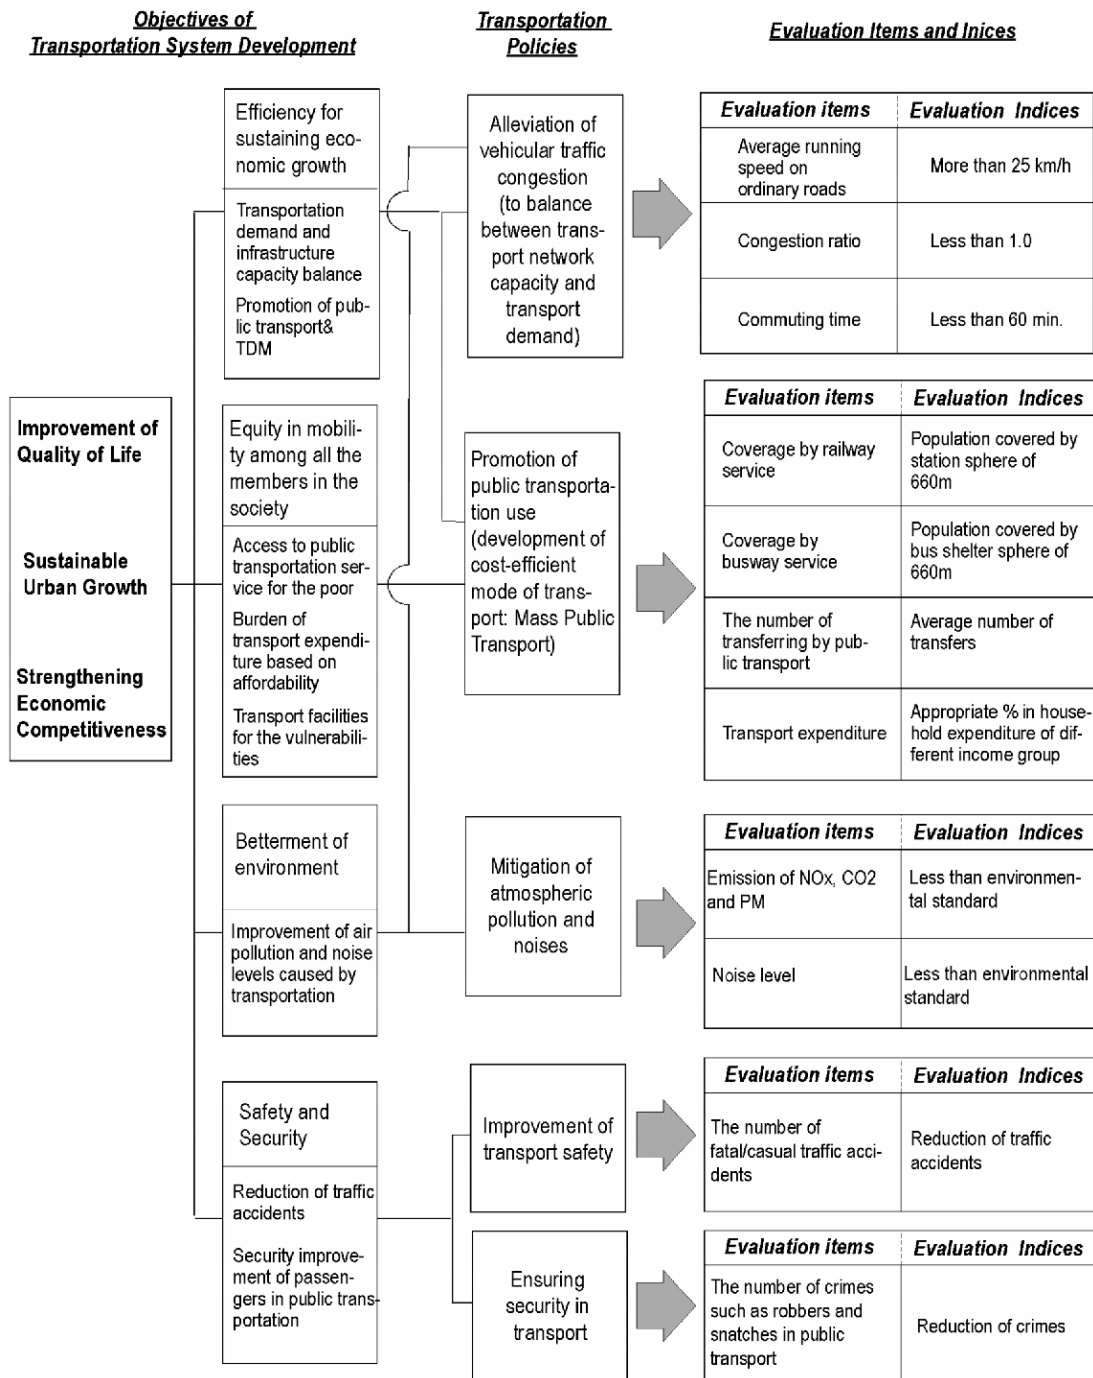 Objectives of
Transportation System Development
Transportation
Policies
Evaluation Items and Inices
Improvement of
Quality of Life
Sustainable
Urban Growth
Strengthening
Economic
Competitiveness
Efficiency for
sustaining eco-
nomic growth
Transportation
demand and
infrastructure
capacity balance
Promotion of pub-
lic transport&
TDM
Equity in mobil-
ity among all the
members in the
society
Access to public
transportation ser-
vice for the poor
Burden of
transport expendi-
ture based on
affordability
Transport facilities
for the vulnerabili-
ties
Betterment of
environment
Improvement of air
pollution and noise
levels caused by
transportation
Safety and
Security
Reduction of traffic
accidents
Security improve-
ment of passen-
gers in public trans-
portation
Alleviation of
vehicular traffic
congestion
(to balance
between trans-
port network
capacity and
transport
demand)
Promotion of
public transporta-
tion use
(development of
cost-efficient
mode of trans-
port: Mass Public
Transport)
Mitigation of
atmospheric
pollution and
noises
Improvement of
transport safety
Ensuring
security in
transport
Evaluation items
Evaluation Indices
Average running
speed on
ordinary roads
More than 25 km/h
Congestion ratio
Less than 1.0
Commuting time
Less than 60 min.
Evaluation items
Evaluation Indices
Coverage by railway
service
Population covered by
station sphere of
660m
Coverage by
busway service
Population covered by
bus shelter sphere of
660m
The number of
transferring by pub-
lic transport
Average number of
transfers
Transport expenditure
Appropriate % in house-
hold expenditure of dif-
ferent income group
Evaluation items
Evaluation Indices
Emission of NOx, CO2
and PM
Less than environmen-
tal standard
Noise level
Less than environmental
standard
Evaluation items
Evaluation Indices
The number of
fatal/casual traffic acci-
dents
Reduction of traffic
accidents
Evaluation items
Evaluation Indices
The number of crimes
such as robbers and
snatches in public
transport
Reduction of crimes